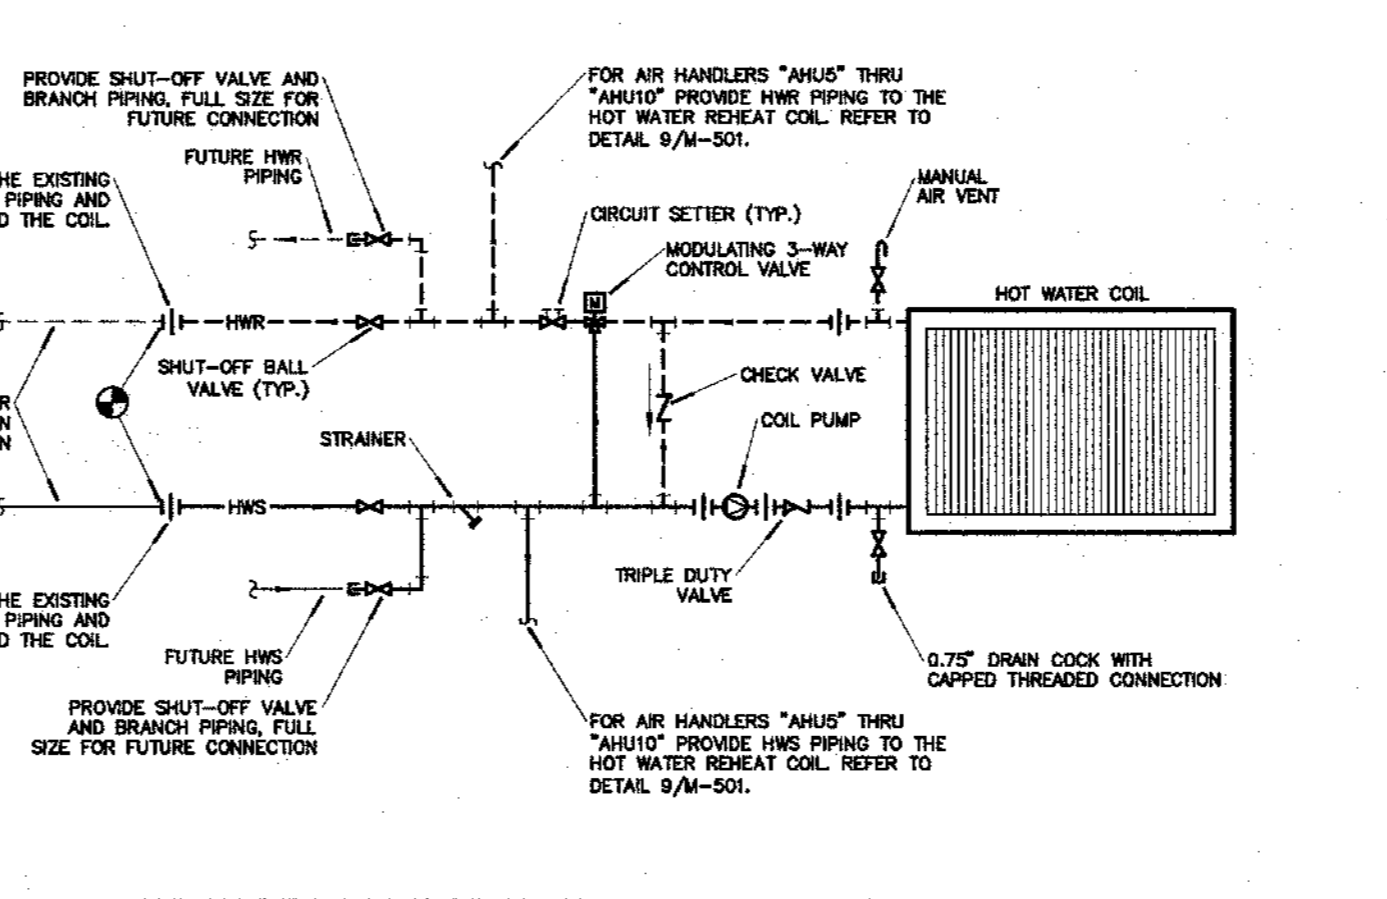 PROVIDE SHUT-OFF VALVE AND
BRANCH PIPING, FULL SIZE FOR
FUTURE CONNECTION
FOR AIR HANDLERS "AHU5" THRU
"AHU10" PROVIDE HWR PIPING TO THE
HOT WATER REHEAT COIL. REFER TO
DETAIL 9/M-501.
FUTURE HWR
PIPING
HE EXISTING
PIPING AND
D THE COIL.
MANUAL
AIR VENT
CIRCUIT SETTER (TYP.)
MODULATING 3-WAY
CONTROL VALVE
M
HOT WATER COIL
HWR
SHUT-OFF BALL
VALVE (TYP.)
CHECK VALVE
R
N
N
COIL PUMP
STRAINER
HWS
TRIPLE DUTY
VALVE
HE EXISTING
PIPING AND
D THE COIL.
FUTURE HWS
PIPING
0.75" DRAIN COCK WITH
CAPPED THREADED CONNECTION
PROVIDE SHUT-OFF VALVE
AND BRANCH PIPING, FULL
SIZE FOR FUTURE CONNECTION
FOR AIR HANDLERS "AHU5" THRU
"AHU10" PROVIDE HWS PIPING TO THE
HOT WATER REHEAT COIL. REFER TO
DETAIL 9/M-501.